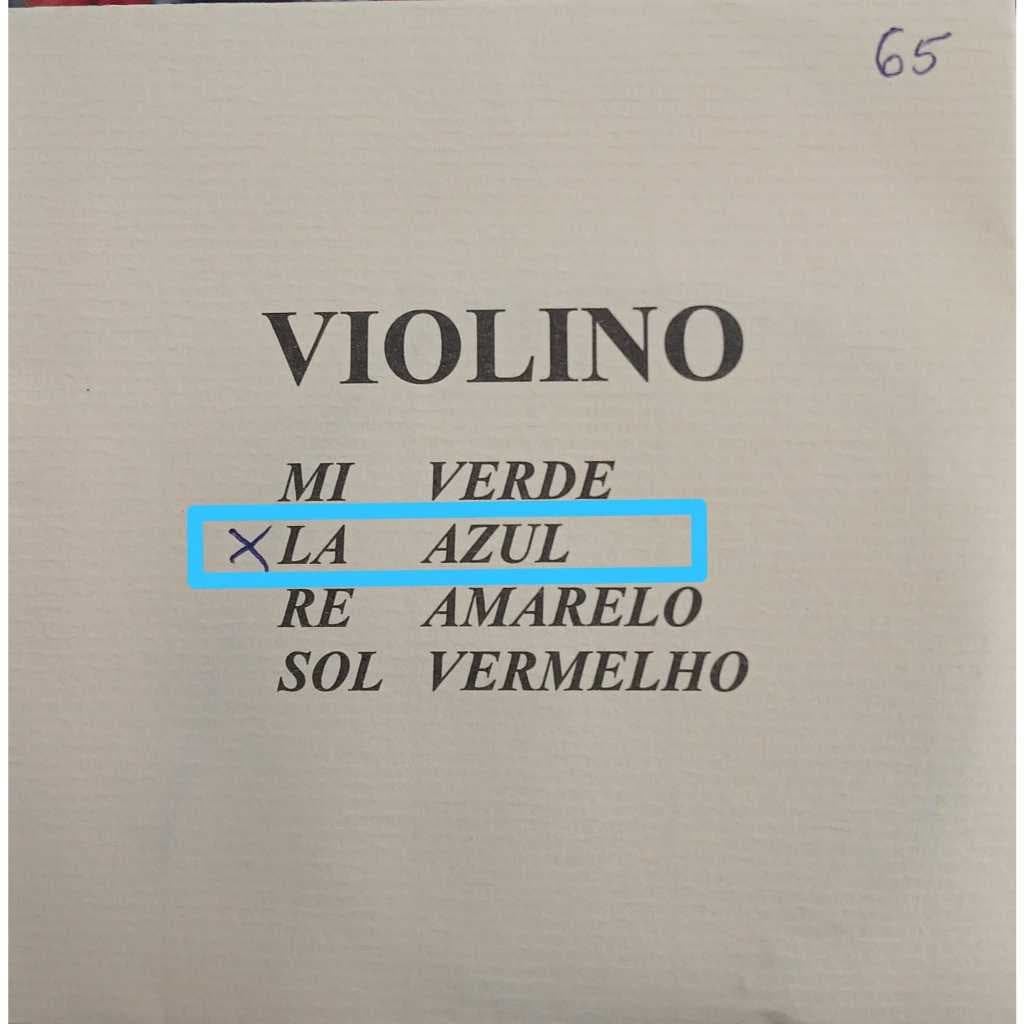 65
VIOLINO
MI VERDE
X LA AZUL
RE AMARELO
SOL VERMELHO